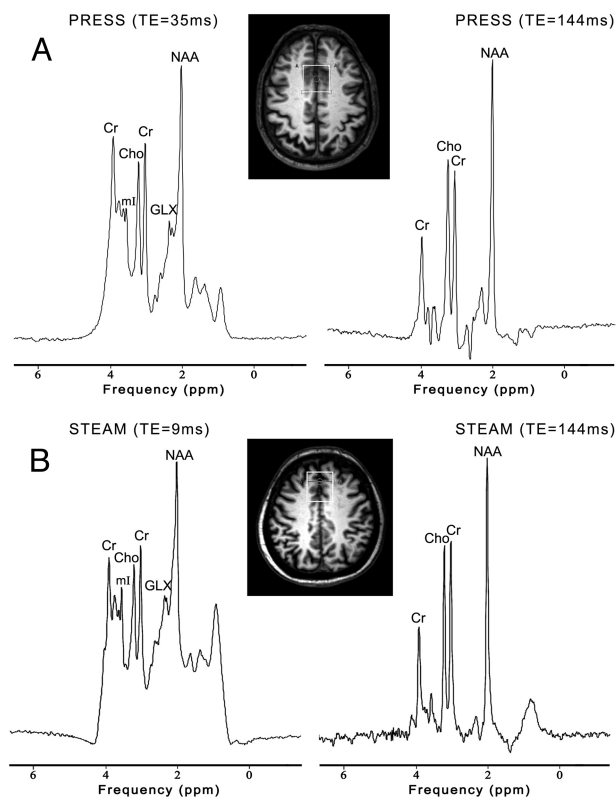 PRESS (TE=35ms)
PRESS (TE=144ms)
A
NAA
Cr
Cho
Cr
mI
GLX
NAA
Cho
Cr
Cr
6 4 2 0
Frequency (ppm)
6 4 2 0
Frequency (ppm)
STEAM (TE=9ms)
STEAM (TE=144ms)
B
NAA
Cr
Cho
Cr
mI
GLX
NAA
Cho
Cr
Cr
6 4 2 0
Frequency (ppm)
6 4 2 0
Frequency (ppm)